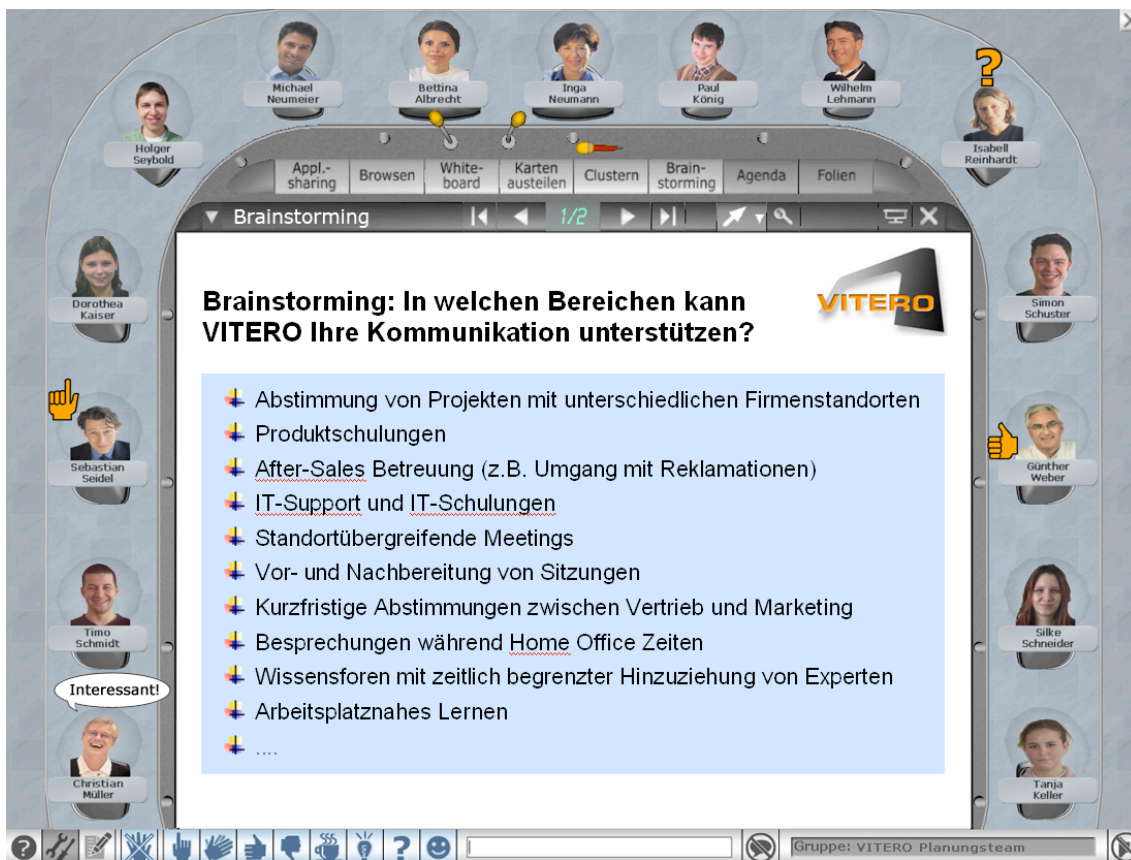 Michael
Neumeier
Bettina
Albrecht
Inga
Neumann
Paul
König
Wilhelm
Lehmann
?
Holger
Seybold
Isabell
Reinhardt
Appl.-
sharing
Browsen
White-
board
Karten
austeilen
Clustern
Brain-
storming
Agenda
Folien
Brainstorming
1/2
Dorothea
Kaiser
Simon
Schuster
Brainstorming: In welchen Bereichen kann
VITERO Ihre Kommunikation unterstützen?
VITERO
Abstimmung von Projekten mit unterschiedlichen Firmenstandorten
Produktschulungen
After-Sales Betreuung (z.B. Umgang mit Reklamationen)
IT-Support und IT-Schulungen
Standortübergreifende Meetings
Vor- und Nachbereitung von Sitzungen
Kurzfristige Abstimmungen zwischen Vertrieb und Marketing
Besprechungen während Home Office Zeiten
Wissensforen mit zeitlich begrenzter Hinzuziehung von Experten
Arbeitsplatznahes Lernen
....
Sebastian
Seidel
Günther
Weber
Timo
Schmidt
Silke
Schneider
Interessant!
Christian
Müller
Tanja
Keller
?
?
Gruppe: VITERO Planungsteam